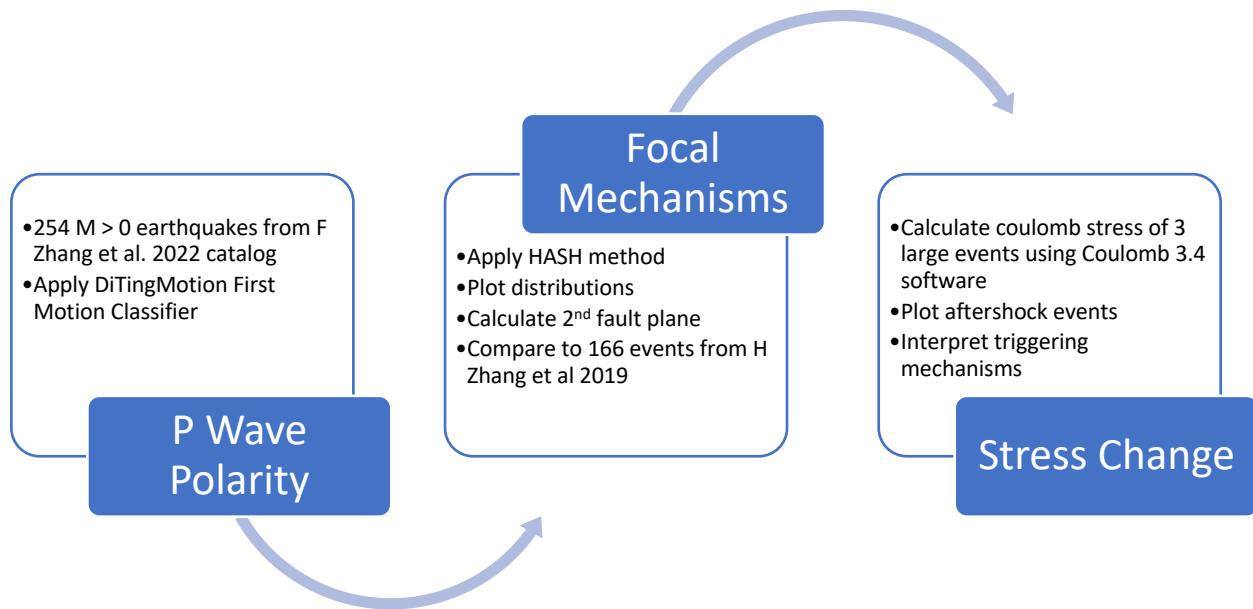 •254 M > 0 earthquakes from F
Zhang et al. 2022 catalog
•Apply DiTingMotion First
Motion Classifier
P Wave
Polarity
Focal
Mechanisms
•Apply HASH method
•Plot distributions
•Calculate 2nd fault plane
•Compare to 166 events from H
Zhang et al 2019
•Calculate coulomb stress of 3
large events using Coulomb 3.4
software
•Plot aftershock events
•Interpret triggering
mechanisms
Stress Change